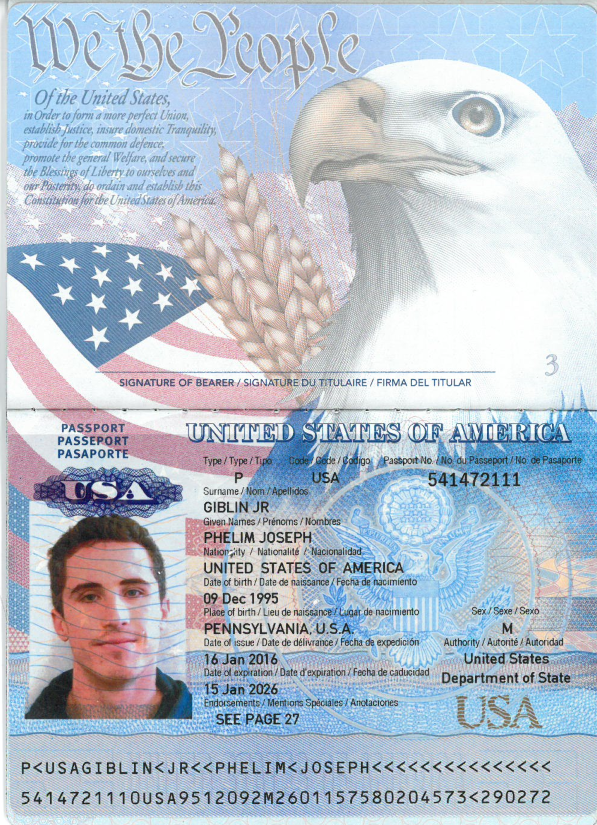 We the People
Of the United States,
in Order to form a more perfect Union,
establish Justice, insure domestic Tranquility,
provide for the common defence,
promote the general Welfare, and secure
the Blessings of Liberty to ourselves and
our Posterity, do ordain and establish this
Constitution for the United States of America.
3
SIGNATURE OF BEARER / SIGNATURE DU TITULAIRE / FIRMA DEL TITULAR
PASSPORT
PASSEPORT
PASAPORTE
USA
UNITED STATES OF AMERICA
Type / Type / Tipo Code / Code / Codigo Passport No. / No. du Passeport / No. de Pasaporte
P USA 541472111
Surname / Nom / Apellidos
GIBLIN JR
Given Names / Prénoms / Nombres
PHELIM JOSEPH
Nationality / Nationalité / Nacionalidad
UNITED STATES OF AMERICA
Date of birth / Date de naissance / Fecha de nacimiento
09 Dec 1995
Place of birth / Lieu de naissance / Lugar de nacimiento Sex / Sexe / Sexo
PENNSYLVANIA, U.S.A. M
Date of issue / Date de délivrance / Fecha de expedición Authority / Autorité / Autoridad
16 Jan 2016 United States
Date of expiration / Date d'expiration / Fecha de caducidad Department of State
15 Jan 2026
Endorsements / Mentions Spéciales / Anotaciones
SEE PAGE 27 USA
P<USAGIBLIN<JR<<PHELIM<JOSEPH<<<<<<<<<<<<<<<
5414721110USA9512092M2601157580204573<290272